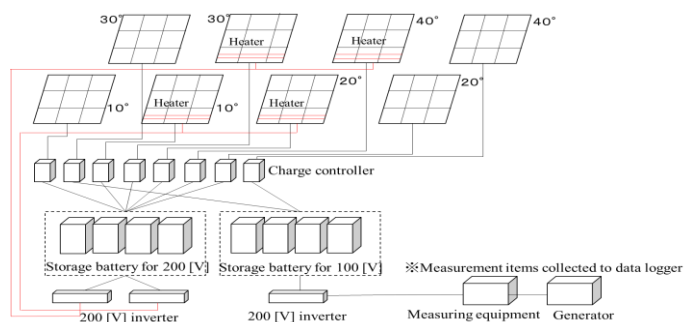 30°
30°
40°
40°
Heater
Heater
10°
Heater
10°
Heater
20°
20°
Charge controller
Storage battery for 200 [V]
Storage battery for 100 [V]
※Measurement items collected to data logger
200 [V] inverter
200 [V] inverter
Measuring equipment
Generator